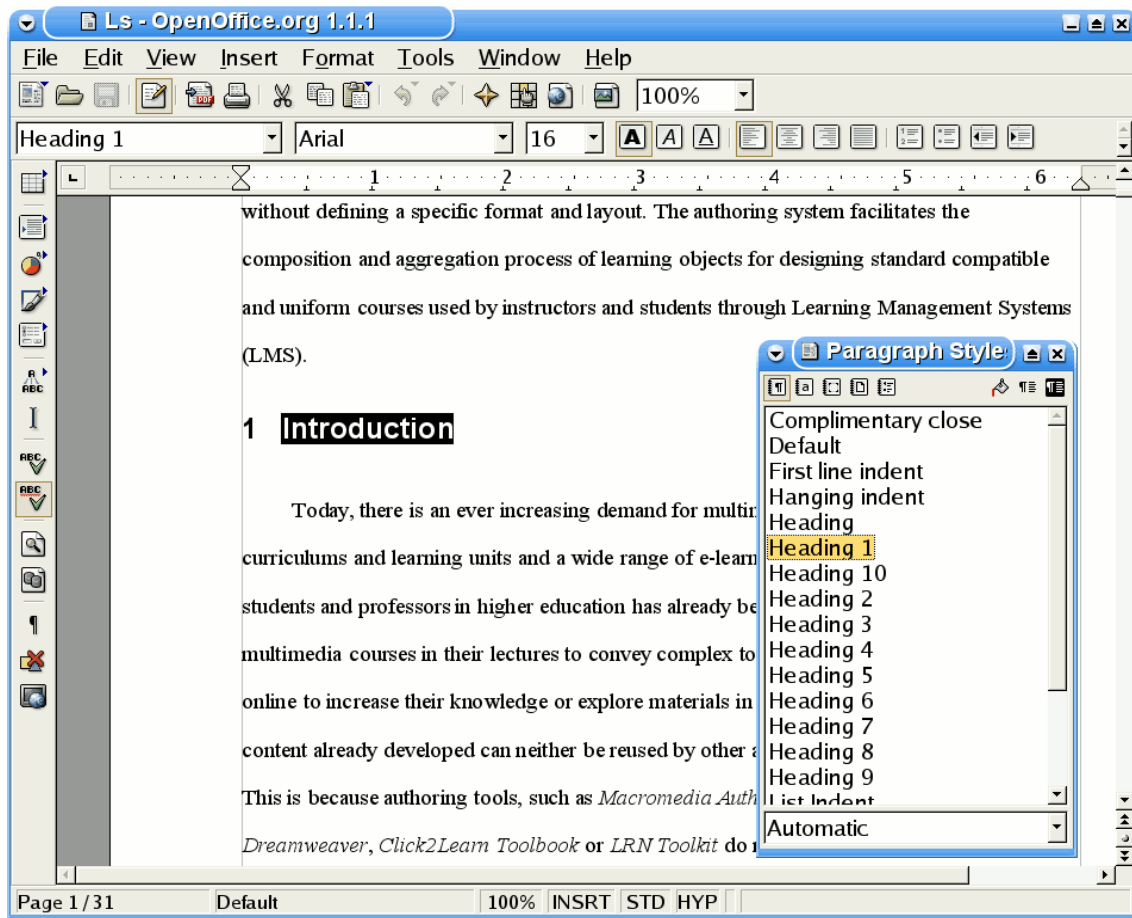 Ls - OpenOffice.org 1.1.1
File Edit View Insert Format Tools Window Help
100%
Heading 1 Arial 16 A A A
1 2 3 4 5 6
without defining a specific format and layout. The authoring system facilitates the
composition and aggregation process of learning objects for designing standard compatible
and uniform courses used by instructors and students through Learning Management Systems
(LMS).
1 Introduction
Today, there is an ever increasing demand for
curriculums and learning units and a wide range of
students and professors in higher education has already
multimedia courses in their lectures to convey complex
online to increase their knowledge or explore materials in
content already developed can neither be reused by other
This is because authoring tools, such as Macromedia
Dreamweaver, Click2Learn Toolbook or LRN Toolkit do
Paragraph Style
Complimentary close
Default
First line indent
Hanging indent
Heading
Heading 1
Heading 10
Heading 2
Heading 3
Heading 4
Heading 5
Heading 6
Heading 7
Heading 8
Heading 9
List Indent
Automatic
Page 1 / 31 Default 100% INSRT STD HYP